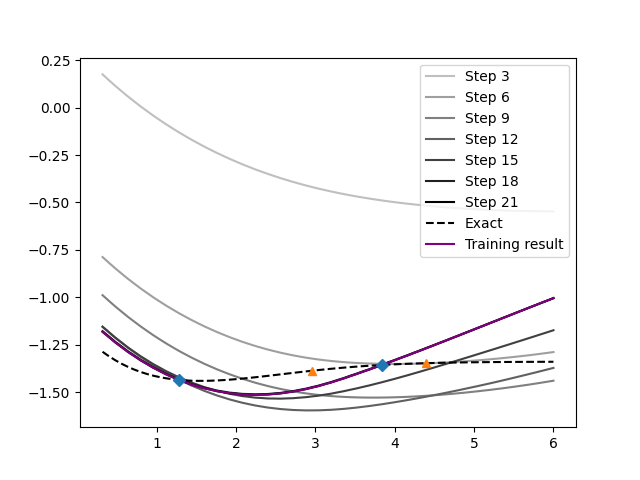 0.25
0.00
−0.25
−0.50
−0.75
−1.00
−1.25
−1.50
1 2 3 4 5 6
Step 3
Step 6
Step 9
Step 12
Step 15
Step 18
Step 21
Exact
Training result